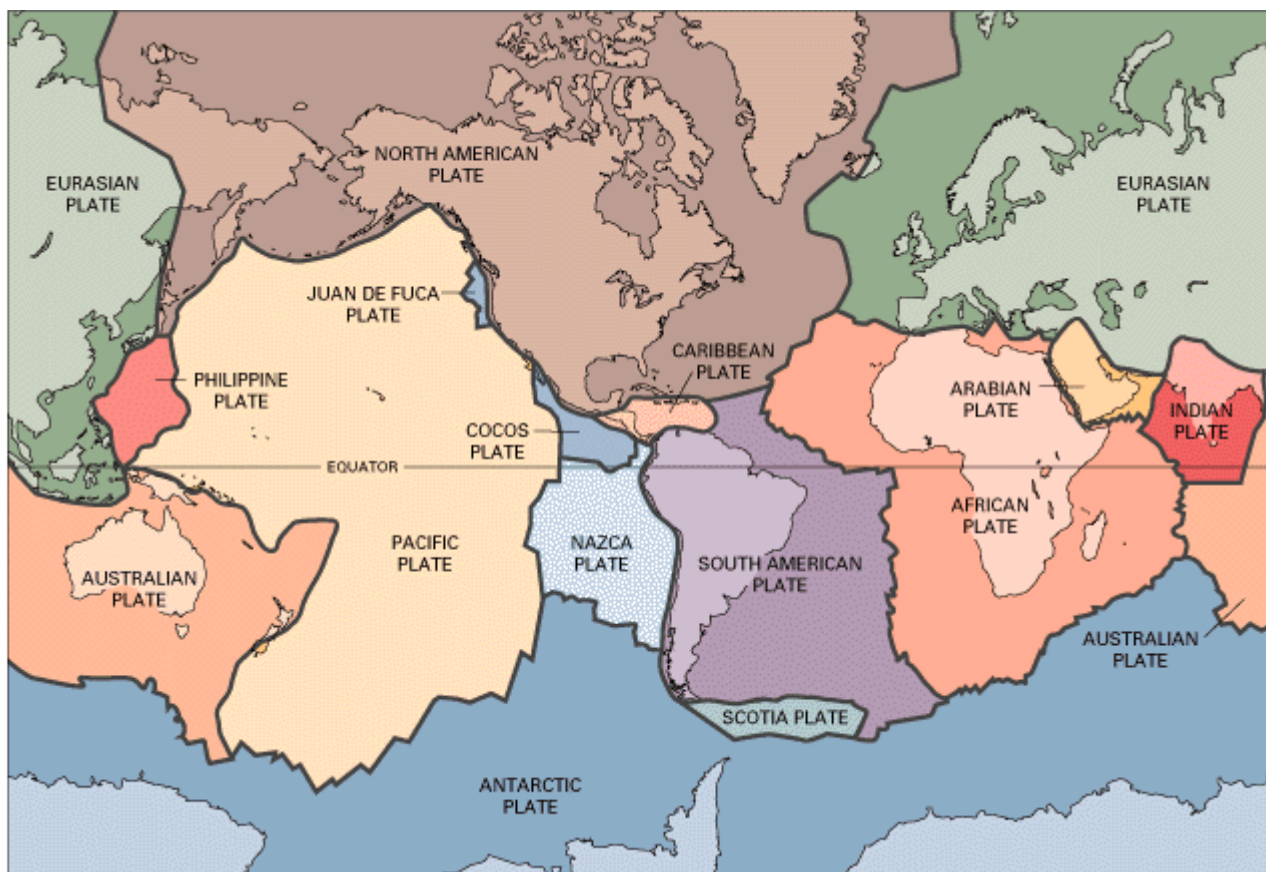 NORTH AMERICAN
PLATE
EURASIAN
PLATE
EURASIAN
PLATE
JUAN DE FUCA
PLATE
CARIBBEAN
PLATE
PHILIPPINE
PLATE
ARABIAN
PLATE
INDIAN
PLATE
COCOS
PLATE
EQUATOR
AFRICAN
PLATE
PACIFIC
PLATE
NAZCA
PLATE
SOUTH AMERICAN
PLATE
AUSTRALIAN
PLATE
AUSTRALIAN
PLATE
SCOTIA PLATE
ANTARCTIC
PLATE